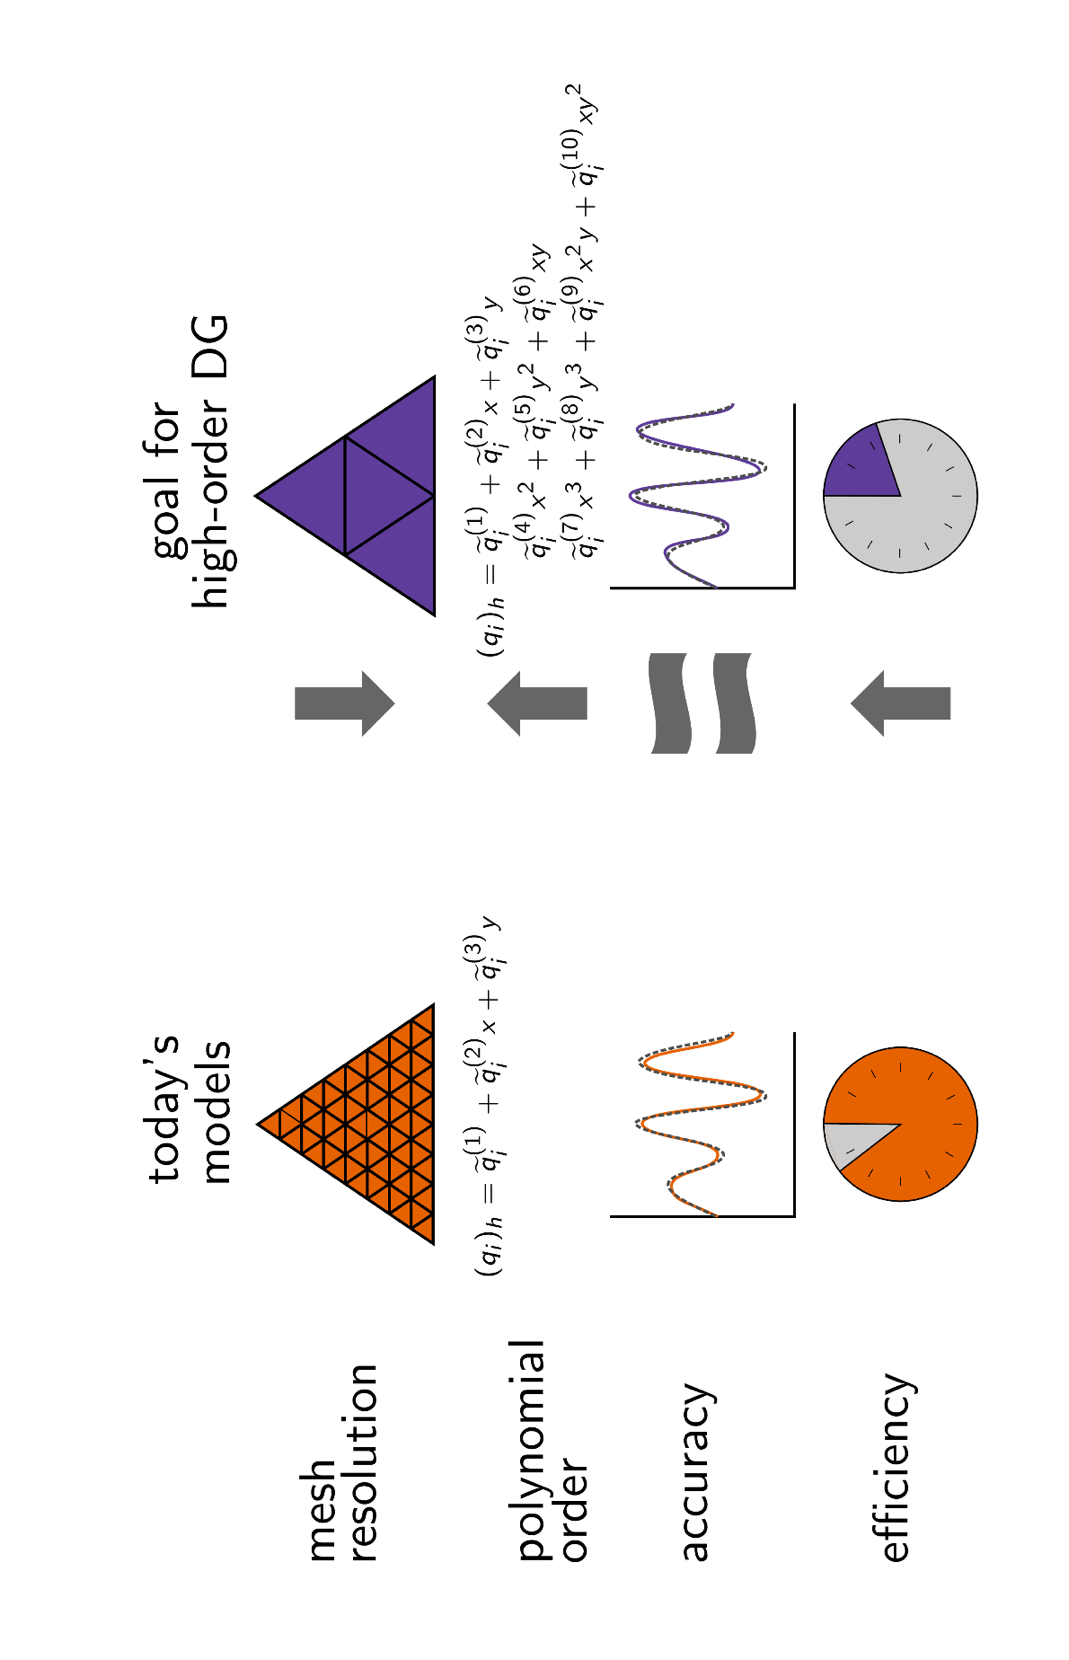 today's
models
goal for
high-order DG
mesh
resolution
polynomial
order
(q_i)_h = q̃_i^(1) + q̃_i^(2) x + q̃_i^(3) y
(q_i)_h = q̃_i^(1) + q̃_i^(2) x + q̃_i^(3) y
q̃_i^(4) x^2 + q̃_i^(5) y^2 + q̃_i^(6) xy
q̃_i^(7) x^3 + q̃_i^(8) y^3 + q̃_i^(9) x^2 y + q̃_i^(10) xy^2
accuracy
efficiency